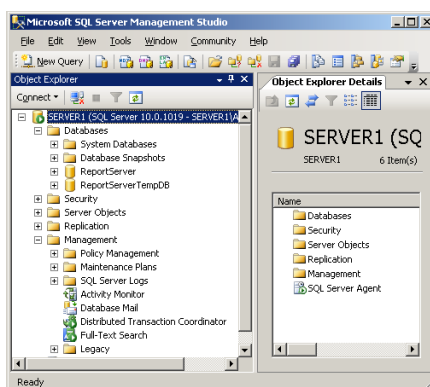 Microsoft SQL Server Management Studio
File Edit View Tools Window Community Help
New Query
Object Explorer
Connect
SERVER1 (SQL Server 10.0.1019 - SERVER1\A
Databases
System Databases
Database Snapshots
ReportServer
ReportServerTempDB
Security
Server Objects
Replication
Management
Policy Management
Maintenance Plans
SQL Server Logs
Activity Monitor
Database Mail
Distributed Transaction Coordinator
Full-Text Search
Legacy
Object Explorer Details
SERVER1 (SQ
SERVER1 6 Item(s)
Name
Databases
Security
Server Objects
Replication
Management
SQL Server Agent
Ready